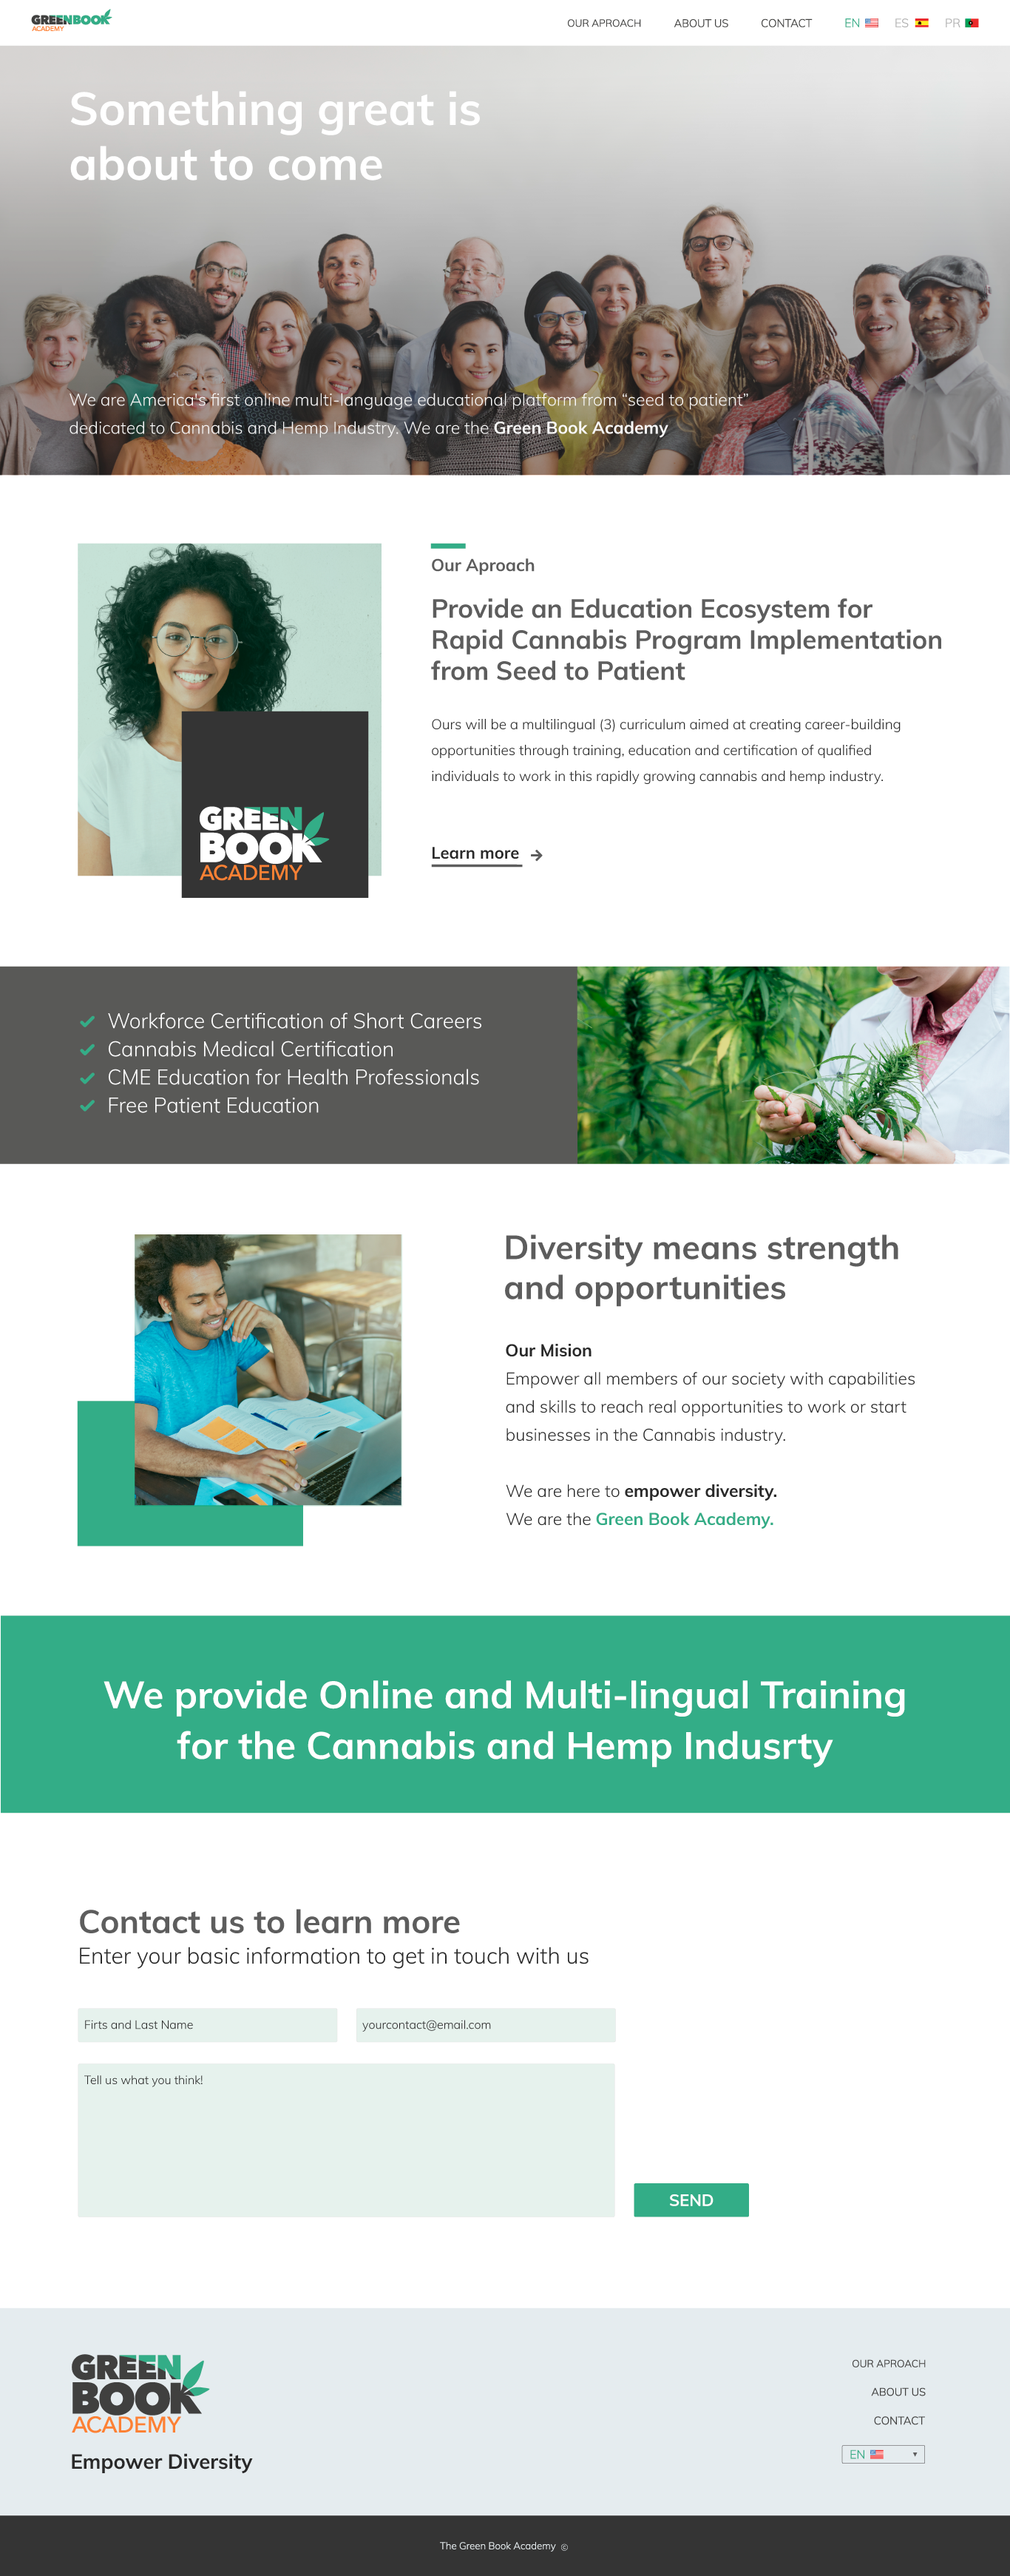 GREENBOOK
ACADEMY
OUR APROACH
ABOUT US
CONTACT
EN
ES
PR
Something great is
about to come
We are America's first online multi-language educational platform from “seed to patient”
dedicated to Cannabis and Hemp Industry. We are the Green Book Academy
Our Aproach
Provide an Education Ecosystem for
Rapid Cannabis Program Implementation
from Seed to Patient
Ours will be a multilingual (3) curriculum aimed at creating career-building
opportunities through training, education and certification of qualified
individuals to work in this rapidly growing cannabis and hemp industry.
Learn more →
GREEN
BOOK
ACADEMY
Workforce Certification of Short Careers
Cannabis Medical Certification
CME Education for Health Professionals
Free Patient Education
Diversity means strength
and opportunities
Our Mision
Empower all members of our society with capabilities
and skills to reach real opportunities to work or start
businesses in the Cannabis industry.
We are here to empower diversity.
We are the Green Book Academy.
We provide Online and Multi-lingual Training
for the Cannabis and Hemp Indusrty
Contact us to learn more
Enter your basic information to get in touch with us
Firts and Last Name
yourcontact@email.com
Tell us what you think!
SEND
GREEN
BOOK
ACADEMY
Empower Diversity
OUR APROACH
ABOUT US
CONTACT
EN
The Green Book Academy ©